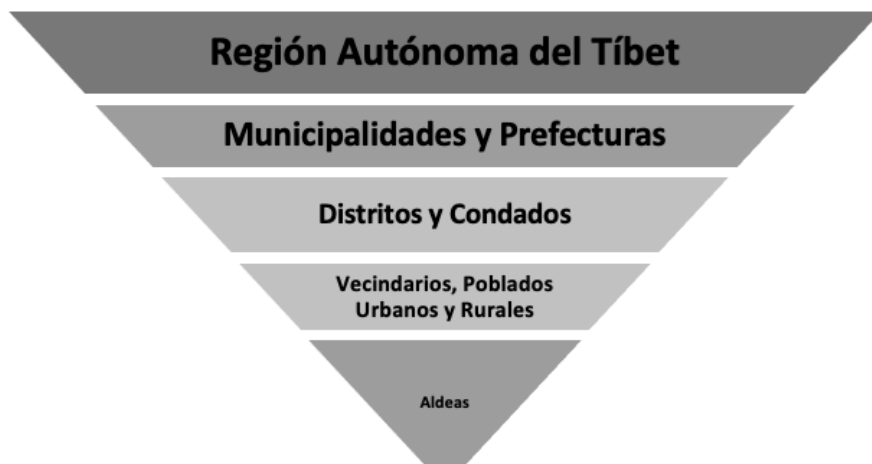 Región Autónoma del Tíbet
Municipalidades y Prefecturas
Distritos y Condados
Vecindarios, Poblados
Urbanos y Rurales
Aldeas